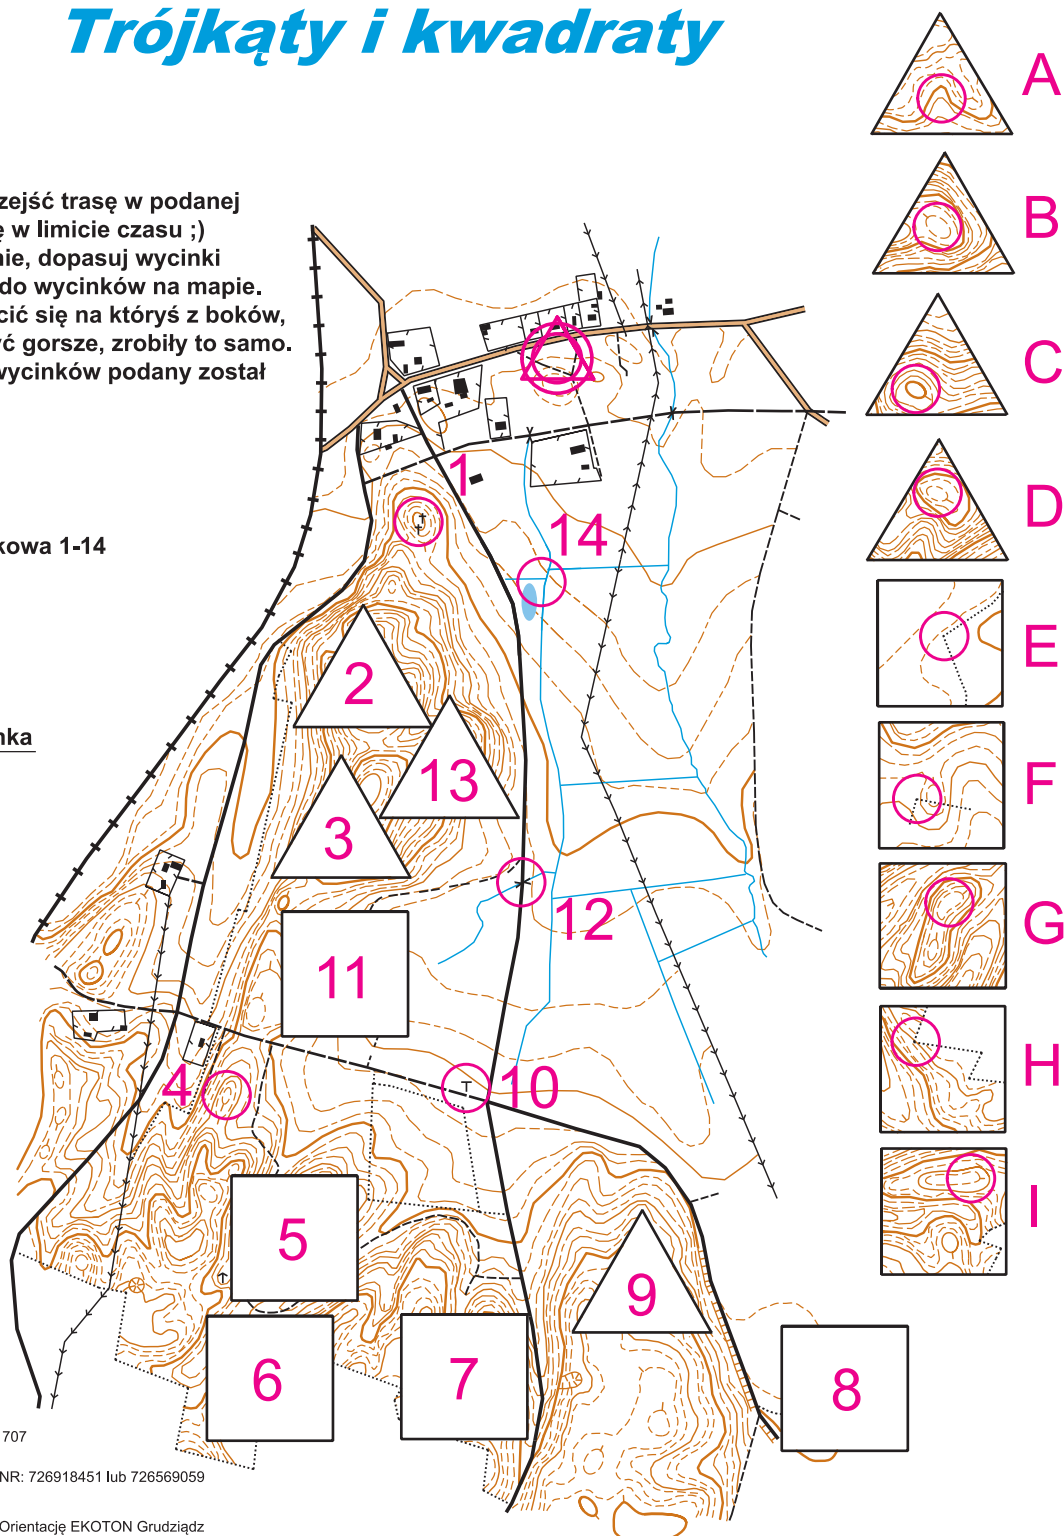 Trójkąty i kwadraty
zejść trasę w podanej
ę w limicie czasu ;)
nie, dopasuj wycinki
do wycinków na mapie.
cić się na któryś z boków,
yć gorsze, zrobiły to samo.
wycinków podany został
kowa 1-14
nka
A
B
C
D
E
F
G
H
I
1
14
2
13
3
12
11
4
10
5
9
6
7
8
707
NR: 726918451 lub 726569059
Orientację EKOTON Grudziądz